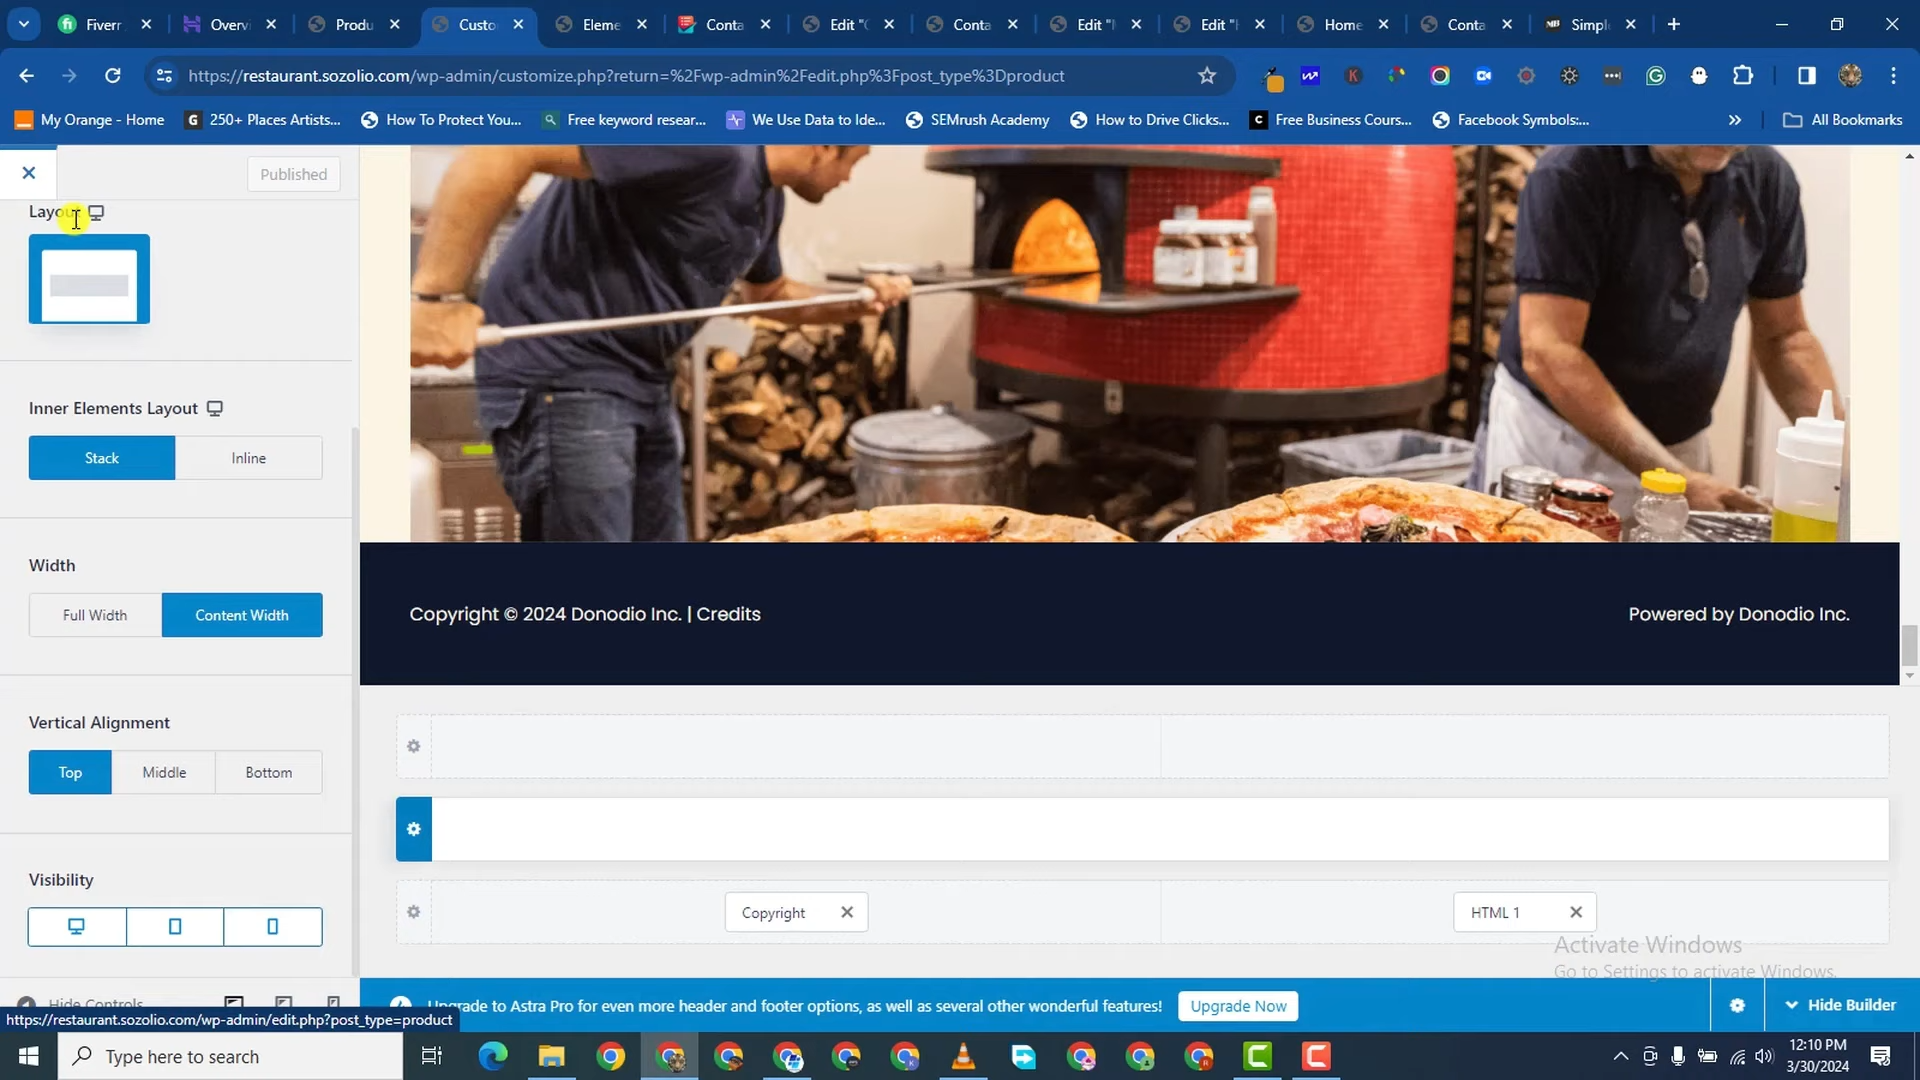 Fiverr
Overv
Produ
Custo
Eleme
Conta
Edit "C
Conta
Edit "
Edit "
Home
Conta
Simpl
https://restaurant.sozolio.com/wp-admin/customize.php?return=%2Fwp-admin%2Fedit.php%3Fpost_type%3Dproduct
My Orange - Home
250+ Places Artists...
How To Protect You...
Free keyword resear...
We Use Data to Ide...
SEMrush Academy
How to Drive Clicks...
Free Business Cours...
Facebook Symbols:...
All Bookmarks
Published
Layout
Inner Elements Layout
Stack
Inline
Width
Full Width
Content Width
Vertical Alignment
Top
Middle
Bottom
Visibility
Copyright © 2024 Donodio Inc. | Credits
Powered by Donodio Inc.
Copyright
HTML 1
Activate Windows
Go to Settings to activate Windows.
Hide Controls
Upgrade to Astra Pro for even more header and footer options, as well as several other wonderful features!
Upgrade Now
Hide Builder
https://restaurant.sozolio.com/wp-admin/edit.php?post_type=product
Type here to search
12:10 PM
3/30/2024